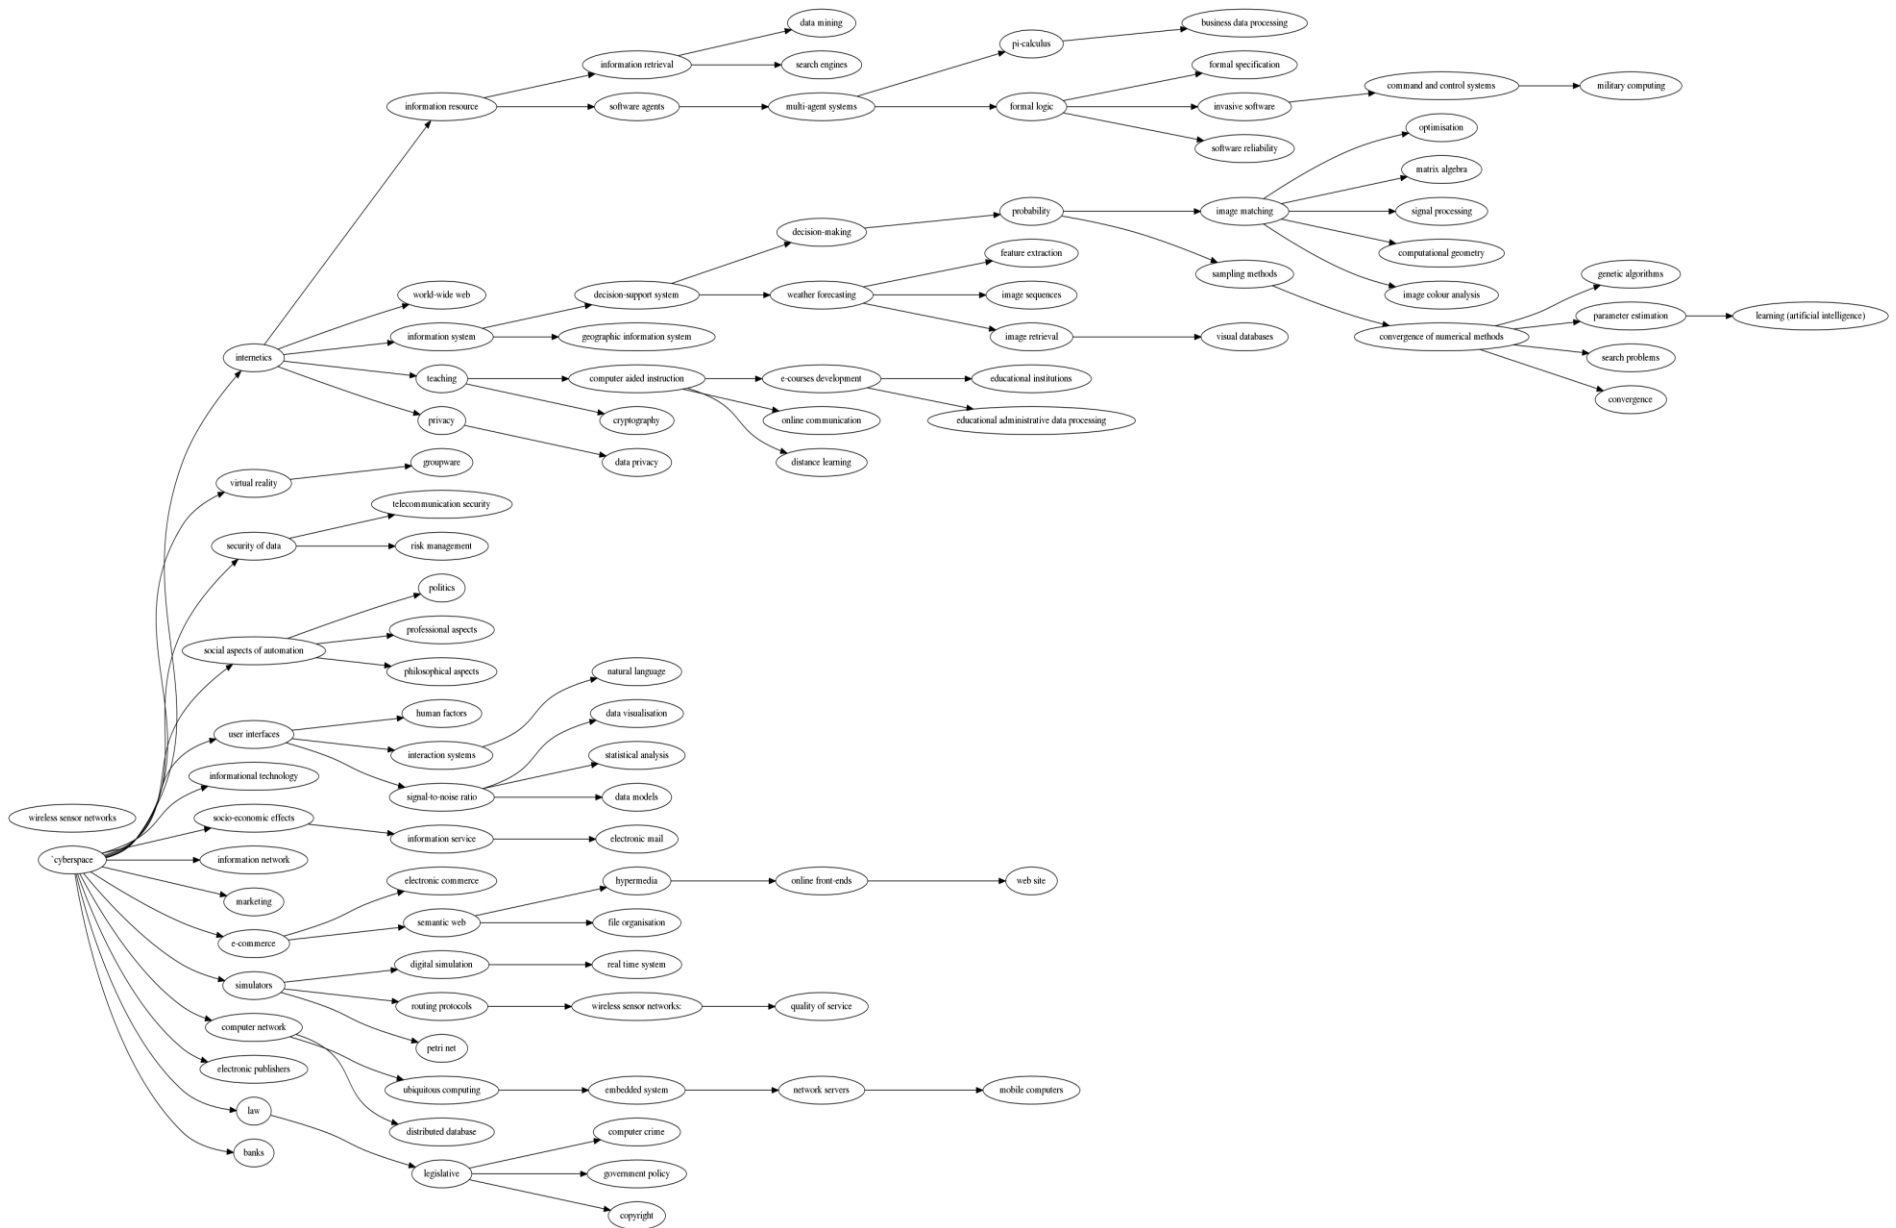 data mining
business data processing
pi-calculus
information retrieval
search engines
formal specification
command and control systems
military computing
information resource
software agents
multi-agent systems
formal logic
invasive software
optimisation
software reliability
matrix algebra
probability
image matching
signal processing
decision-making
feature extraction
computational geometry
sampling methods
genetic algorithms
world-wide web
decision-support system
weather forecasting
image sequences
image colour analysis
parameter estimation
learning (artificial intelligence)
information system
geographic information system
image retrieval
visual databases
convergence of numerical methods
internetics
search problems
teaching
computer aided instruction
e-courses development
educational institutions
convergence
privacy
cryptography
online communication
educational administrative data processing
groupware
data privacy
distance learning
virtual reality
telecommunication security
security of data
risk management
politics
professional aspects
social aspects of automation
philosophical aspects
natural language
human factors
data visualisation
user interfaces
interaction systems
statistical analysis
informational technology
signal-to-noise ratio
data models
wireless sensor networks
socio-economic effects
information service
electronic mail
`cyberspace
information network
electronic commerce
hypermedia
online front-ends
web site
marketing
semantic web
file organisation
e-commerce
digital simulation
real time system
simulators
routing protocols
wireless sensor networks:
quality of service
computer network
petri net
electronic publishers
ubiquitous computing
embedded system
network servers
mobile computers
law
distributed database
computer crime
banks
legislative
government policy
copyright